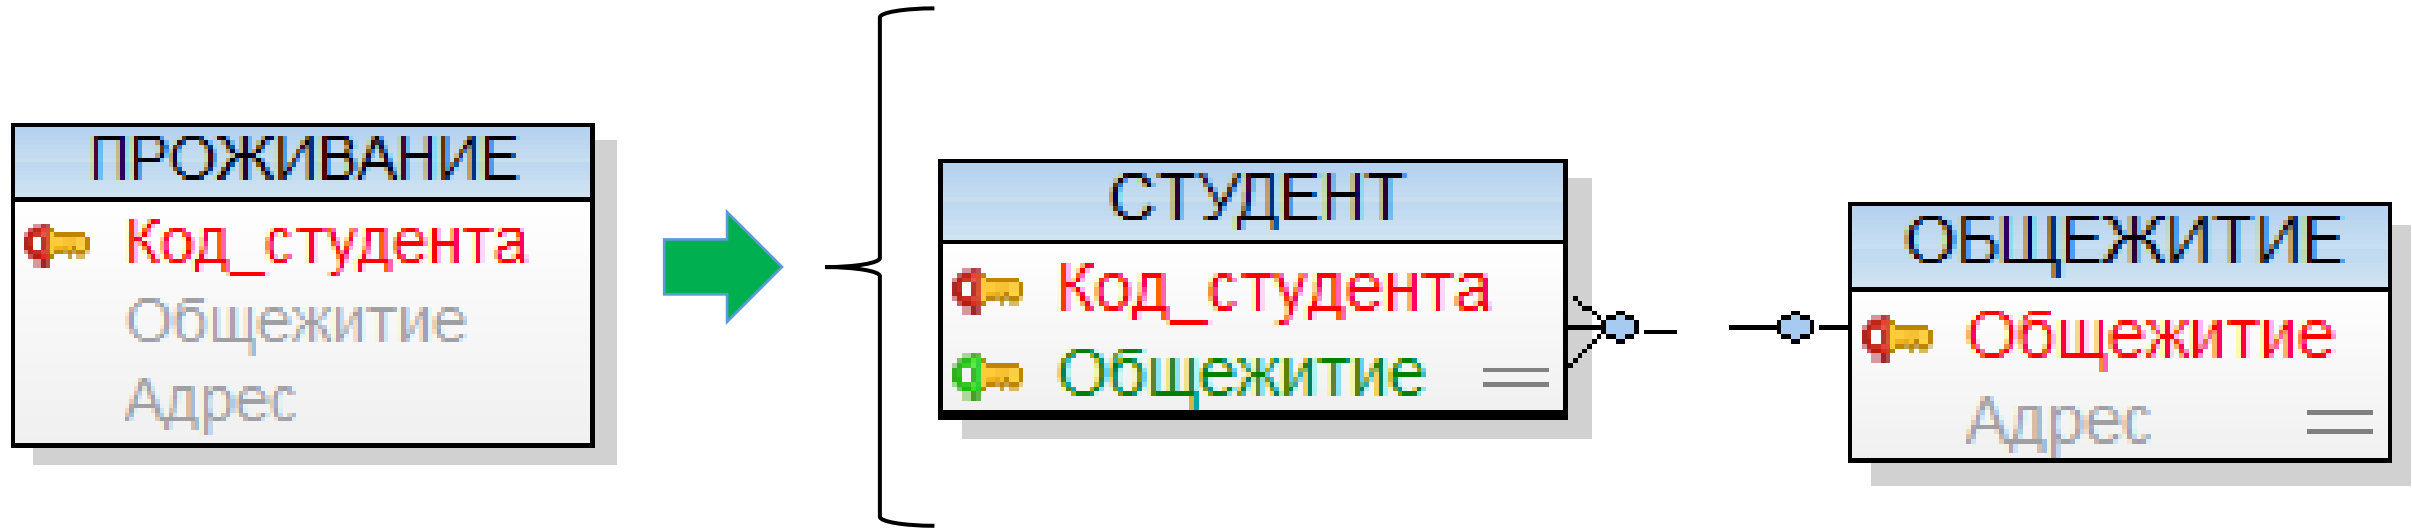 ПРОЖИВАНИЕ
Код_студента
Общежитие
Адрес
СТУДЕНТ
Код_студента
Общежитие
ОБЩЕЖИТИЕ
Общежитие
Адрес